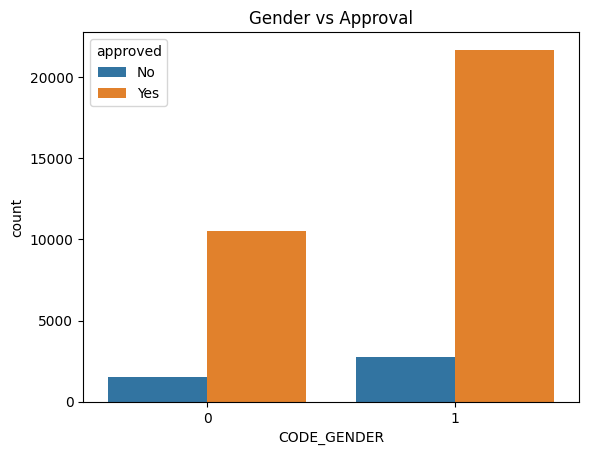 Gender vs Approval
approved
No
Yes
20000
15000
10000
5000
0
count
0
1
CODE_GENDER